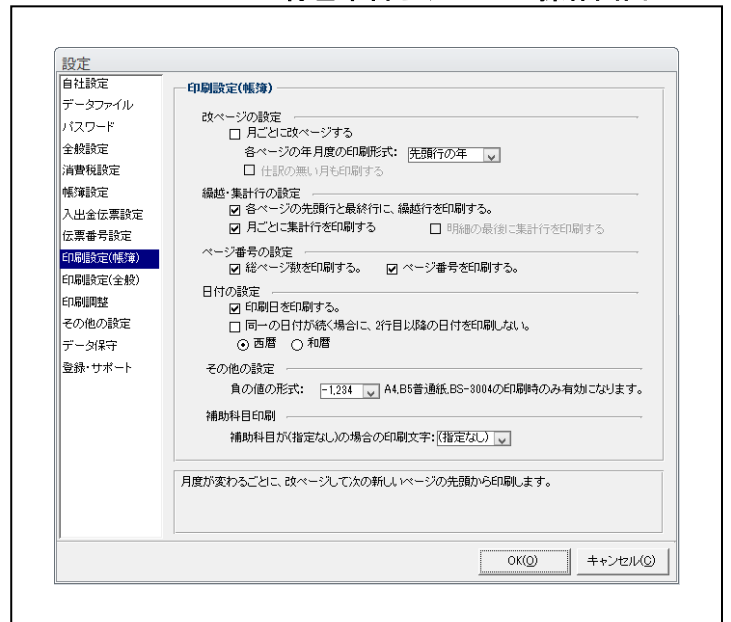 設定
自社設定
データファイル
パスワード
全般設定
消費税設定
帳簿設定
入出金伝票設定
伝票番号設定
印刷設定(帳簿)
印刷設定(全般)
印刷調整
その他の設定
データ保守
登録・サポート
印刷設定(帳簿)
改ページの設定
月ごとに改ページする
各ページの年月度の印刷形式: 先頭行の年
仕訳の無い月も印刷する
繰越・集計行の設定
各ページの先頭行と最終行に、繰越行を印刷する。
月ごとに集計行を印刷する 明細の最後に集計行を印刷する
ページ番号の設定
総ページ数を印刷する。 ページ番号を印刷する。
日付の設定
印刷日を印刷する。
同一の日付が続く場合に、2行目以降の日付を印刷しない。
西暦 和暦
その他の設定
負の値の形式: -1,234 A4,B5普通紙,BS-3004の印刷時のみ有効になります。
補助科目印刷
補助科目が(指定なし)の場合の印刷文字: (指定なし)
月度が変わるごとに、改ページして次の新しいページの先頭から印刷します。
OK(O) キャンセル(C)